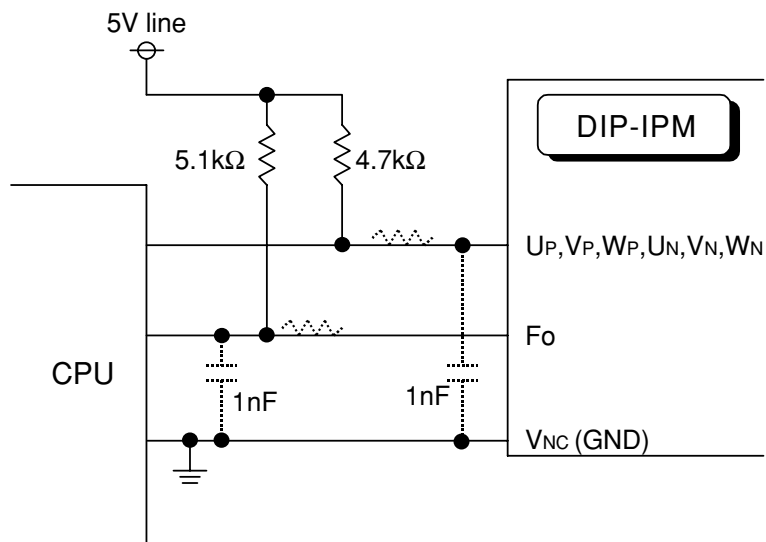 5V line
DIP-IPM
5.1kΩ
4.7kΩ
UP,VP,WP,UN,VN,WN
Fo
CPU
1nF
1nF
VNC (GND)